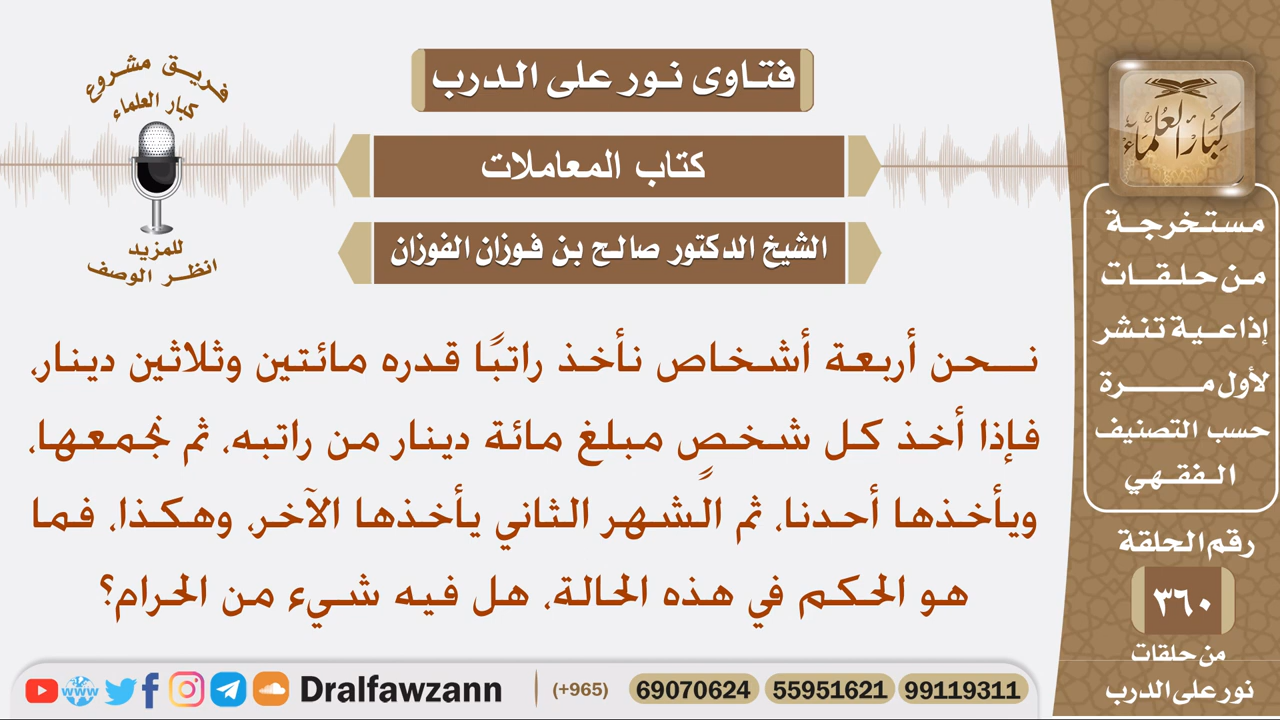 فريق مشروع
كبار العلماء
للمزيد
انظر الوصف
فتاوى نور على الدرب
كتاب المعاملات
الشيخ الدكتور صالح بن فوزان الفوزان
نحن أربعة أشخاص نأخذ راتبًا قدره مائتين وثلاثين دينار،
فإذا أخذ كل شخصٍ مبلغ مائة دينار من راتبه، ثم نجمعها،
ويأخذها أحدنا، ثم الشهر الثاني يأخذها الآخر، وهكذا، فما
هو الحكم في هذه الحالة، هل فيه شيء من الحرام؟
كِبَارُ العُلَمَاءِ
مستخرجة
من حلقات
إذاعية تنشر
لأول مرة
حسب التصنيف
الفقهي
رقم الحلقة
٣٦٠
من حلقات
نور على الدرب
www
Dralfawzann
(+965) 69070624 55951621 99119311